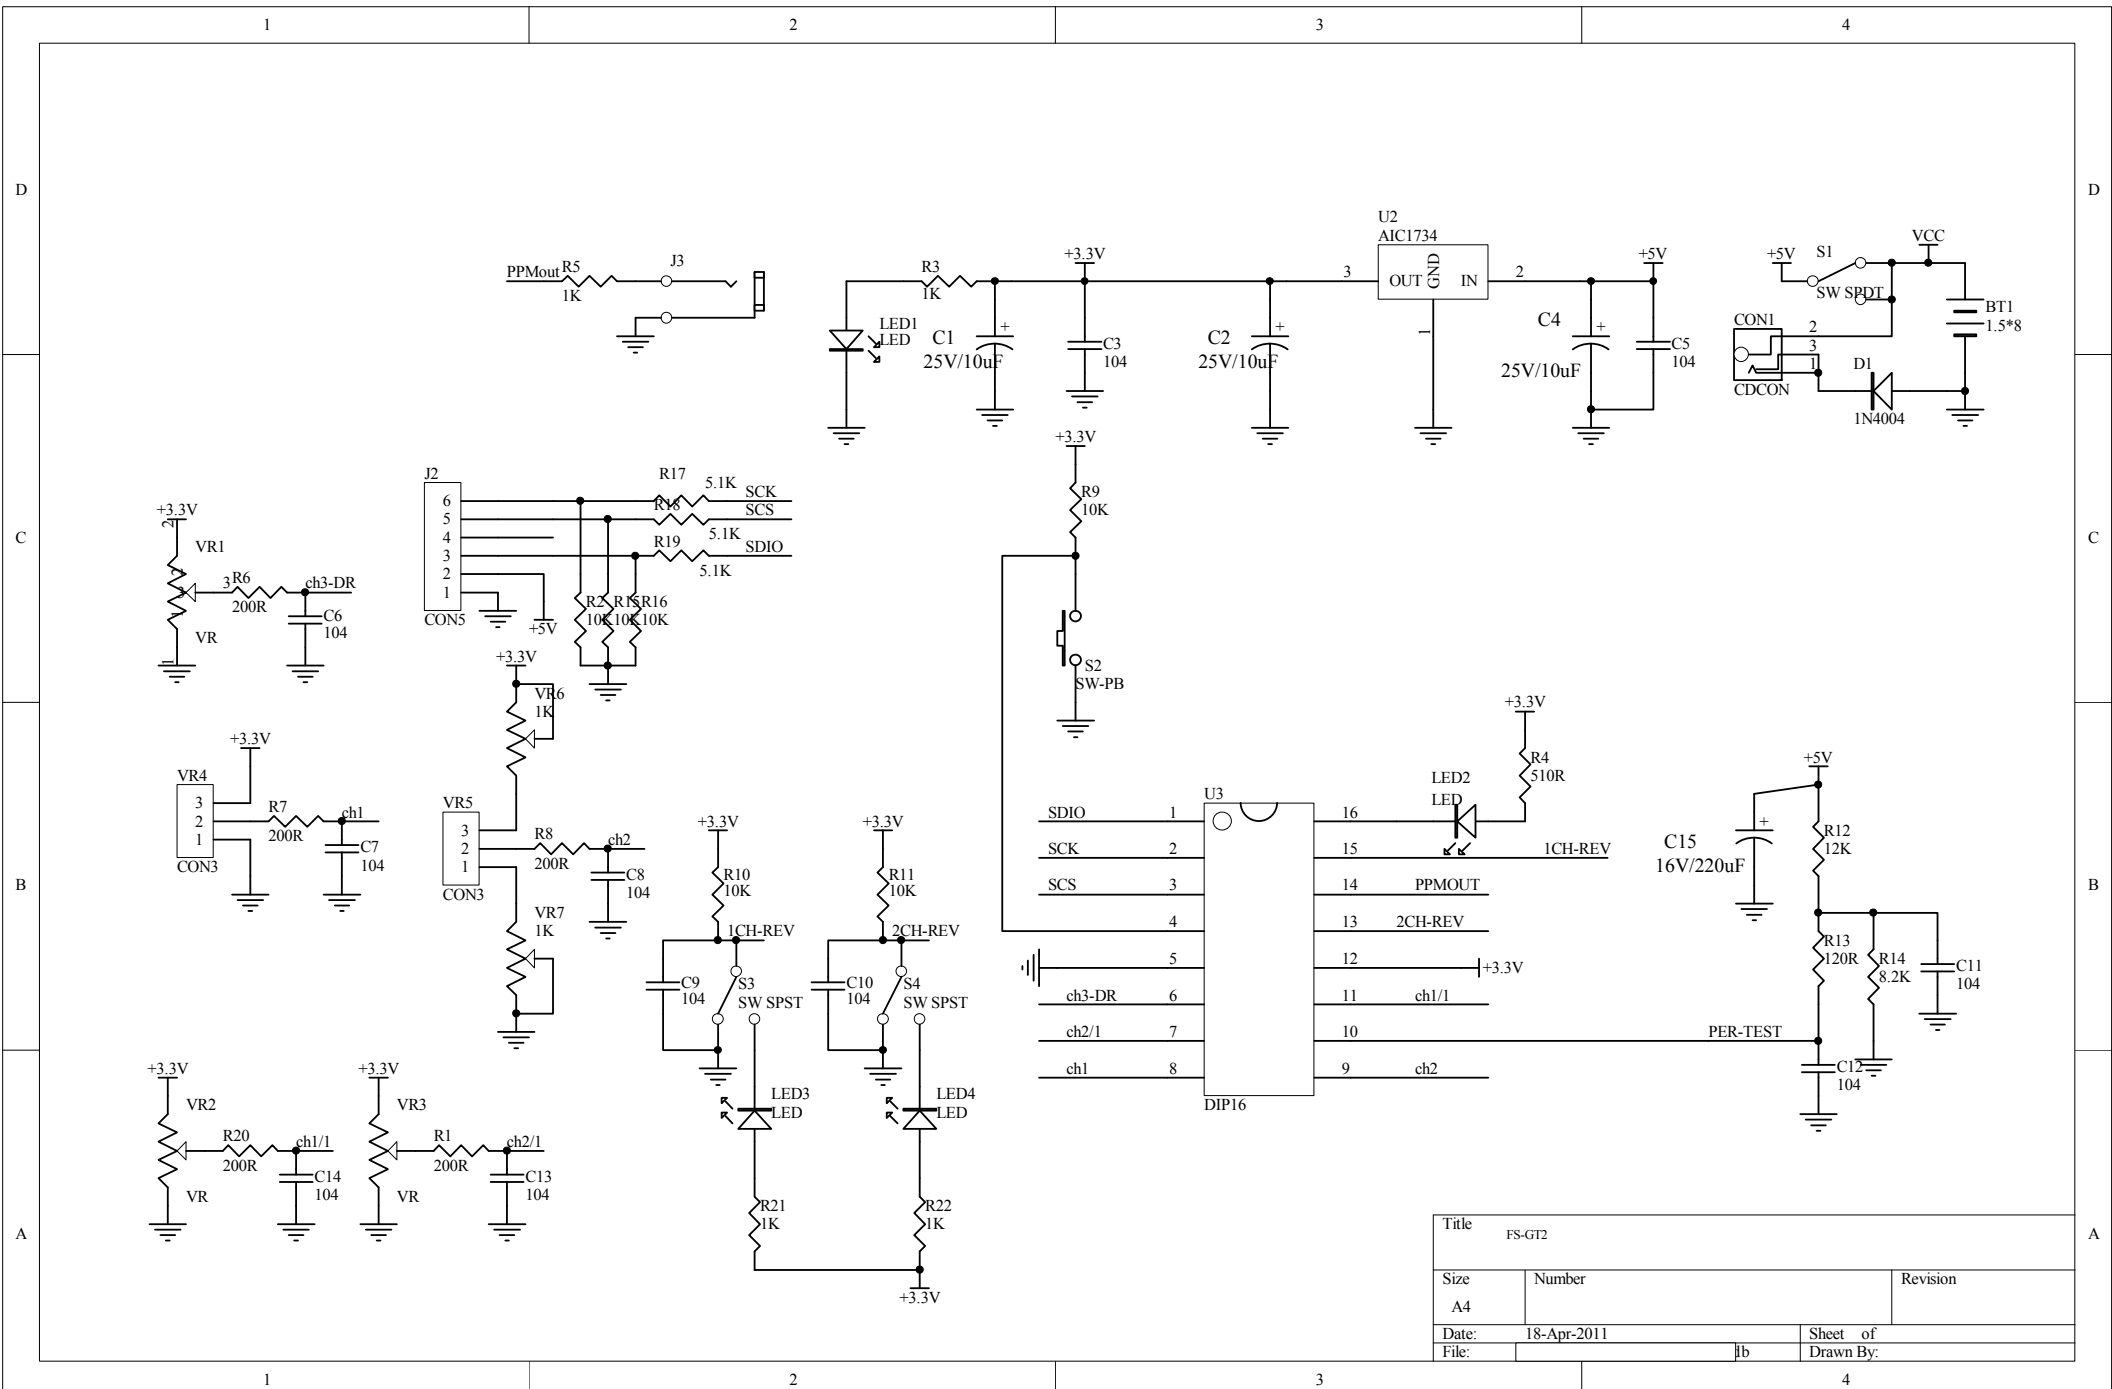 1 2 3 4
D D
U2
AIC1734
OUT GND IN
3 2
1
+3.3V
+5V
PPMout R5
1K
J3
R3
1K
LED1
LED
C1
25V/10uF
C3
104
C2
25V/10uF
C4
25V/10uF
C5
104
+5V
S1
SW SPDT
VCC
BT1
1.5*8
CON1
2
3
1
CDCON
D1
1N4004
C C
+3.3V
2
VR1
2
3
1
VR
1
3 R6
200R
ch3-DR
C6
104
J2
6
5
4
3
2
1
CON5
+5V
R17
5.1K SCK
R18
5.1K SCS
R19
5.1K SDIO
R2
10K
R15
10K
R16
10K
+3.3V
R9
10K
S2
SW-PB
+3.3V
VR6
1K
+3.3V
VR4
3
2
1
CON3
R7
200R
ch1
C7
104
VR5
3
2
1
CON3
R8
200R
ch2
C8
104
VR7
1K
B B
+3.3V
R10
10K
1CH-REV
C9
104
S3
SW SPST
LED3
LED
R21
1K
+3.3V
R11
10K
2CH-REV
C10
104
S4
SW SPST
LED4
LED
R22
1K
+3.3V
U3
SDIO 1
SCK 2
SCS 3
4
5
ch3-DR 6
ch2/1 7
ch1 8
16
15 1CH-REV
14 PPMOUT
13 2CH-REV
12 +3.3V
11 ch1/1
10 PER-TEST
9 ch2
DIP16
LED2
LED
+3.3V
R4
510R
+5V
C15
16V/220uF
R12
12K
R13
120R
R14
8.2K
C11
104
C12
104
+3.3V
VR2
VR
R20
200R
ch1/1
C14
104
+3.3V
VR3
VR
R1
200R
ch2/1
C13
104
A A
Title FS-GT2
Size Number Revision
A4
Date: 18-Apr-2011 Sheet of
File: Drawn By:
1 2 3 4